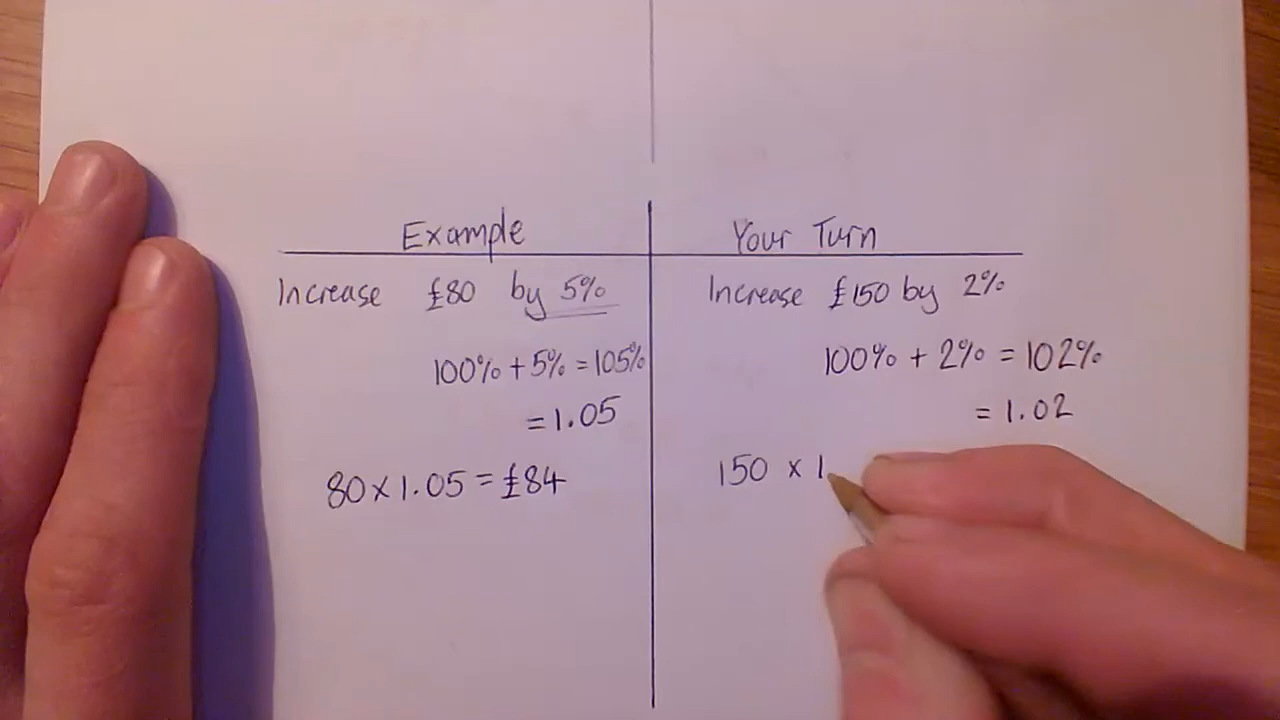 Example
Increase £80 by 5%
100% + 5% = 105%
= 1.05
80 x 1.05 = £84
Your Turn
Increase £150 by 2%
100% + 2% = 102%
= 1.02
150 x 1.